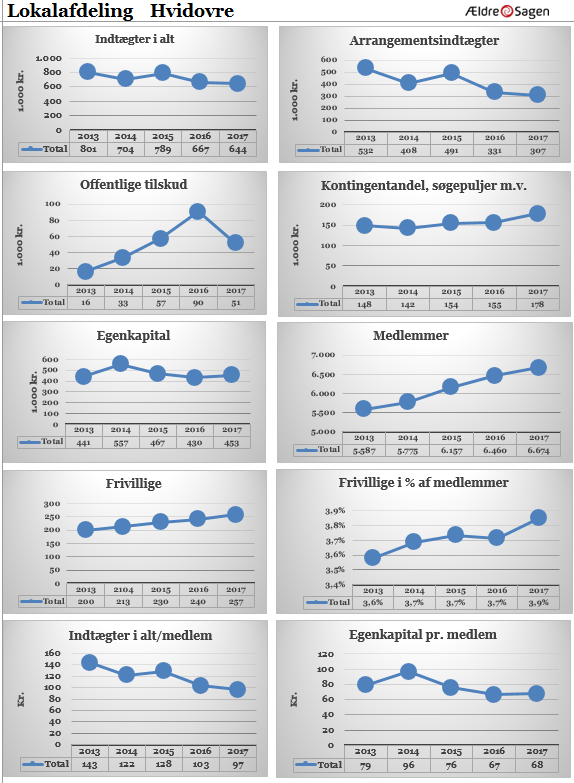 Lokalafdeling Hvidovre
ÆldreSagen
Indtægter i alt
1.000 kr.
1.000
800
600
400
200
0
2013 2014 2015 2016 2017
Total 801 704 789 667 644
Arrangementsindtægter
1.000 kr.
600
500
400
300
200
100
0
2013 2014 2015 2016 2017
Total 532 408 491 331 307
Offentlige tilskud
1.000 kr.
100
80
60
40
20
0
2013 2014 2015 2016 2017
Total 16 33 57 90 51
Kontingentandel, søgepuljer m.v.
1.000 kr.
200
150
100
50
0
2013 2014 2015 2016 2017
Total 148 142 154 155 178
Egenkapital
1.000 kr.
600
500
400
300
200
100
0
2013 2104 2015 2016 2017
Total 441 557 467 430 453
Medlemmer
7.000
6.500
6.000
5.500
5.000
2013 2014 2015 2016 2017
Total 5.587 5.775 6.157 6.460 6.674
Frivillige
300
250
200
150
100
50
0
2013 2104 2015 2016 2017
Total 200 213 230 240 257
Frivillige i % af medlemmer
3,9%
3,8%
3,7%
3,6%
3,5%
3,4%
2013 2014 2015 2016 2017
Total 3,6% 3,7% 3,7% 3,7% 3,9%
Indtægter i alt/medlem
Kr.
160
140
120
100
80
60
40
20
0
2013 2014 2015 2016 2017
Total 143 122 128 103 97
Egenkapital pr. medlem
Kr.
120
100
80
60
40
20
0
2013 2014 2015 2016 2017
Total 79 96 76 67 68